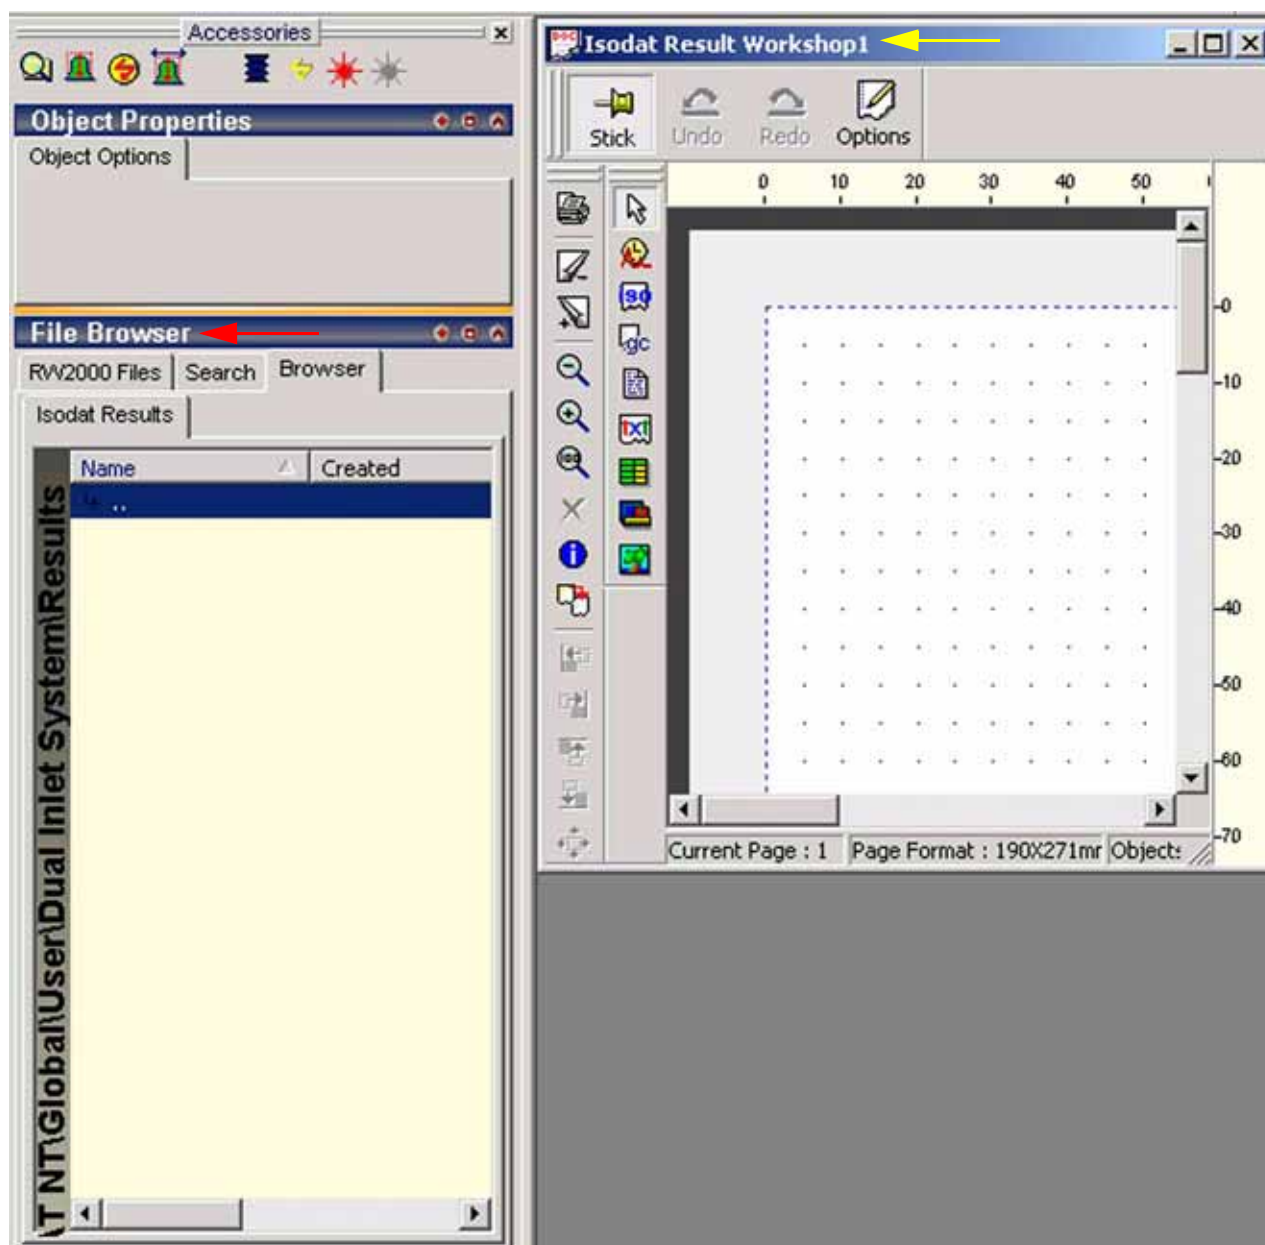 Accessories
Object Properties
Object Options
File Browser
RW2000 Files Search Browser
Isodat Results
Name Created
..
\T NT\Global\User\Dual Inlet System\Results
Isodat Result Workshop1
Stick Undo Redo Options
0 10 20 30 40 50
-0
-10
-20
-30
-40
-50
-60
-70
gc
txt
Current Page : 1 Page Format : 190X271mr Object: